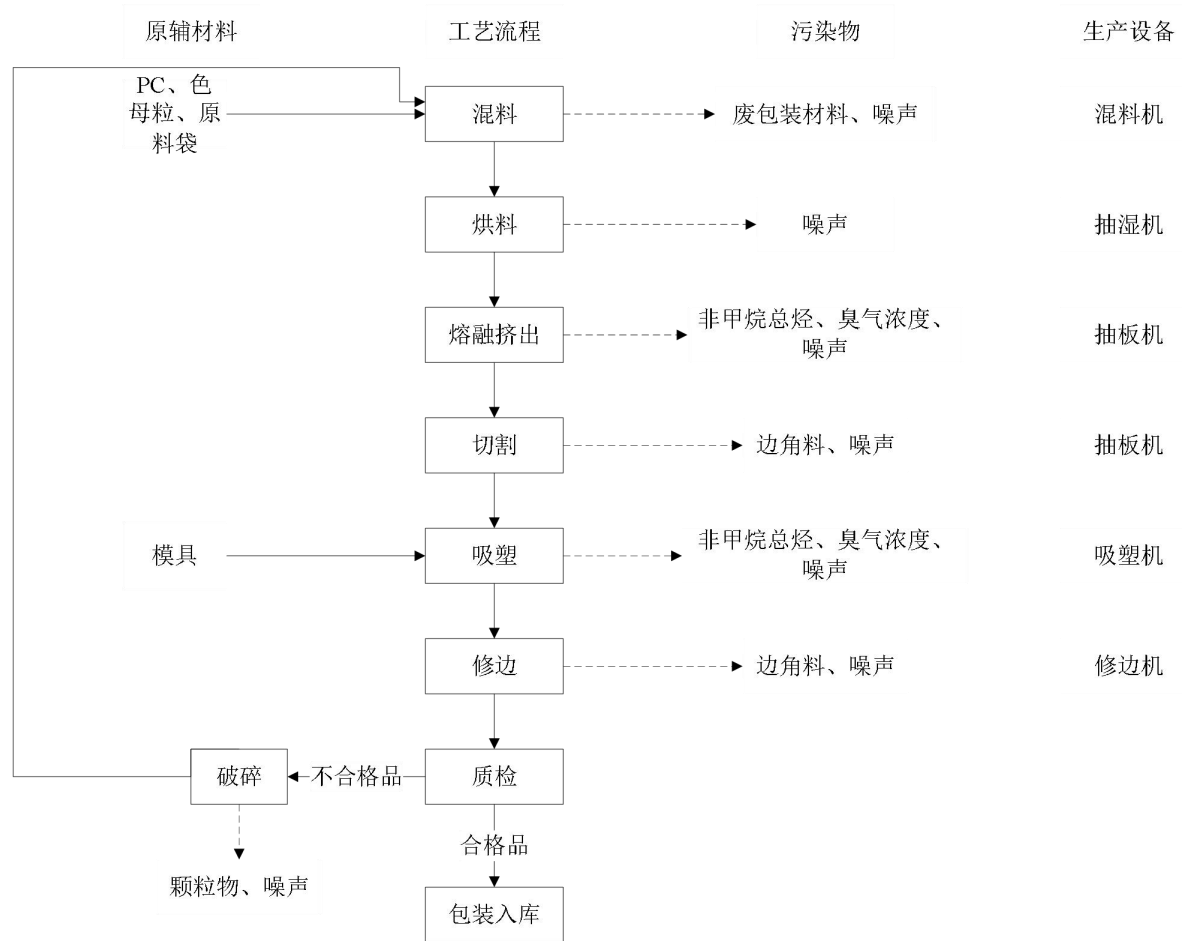 原辅材料
工艺流程
污染物
生产设备
PC、色
母粒、原
料袋
混料
废包装材料、噪声
混料机
烘料
噪声
抽湿机
熔融挤出
非甲烷总烃、臭气浓度、
噪声
抽板机
切割
边角料、噪声
抽板机
模具
吸塑
非甲烷总烃、臭气浓度、
噪声
吸塑机
修边
边角料、噪声
修边机
破碎
不合格品
质检
合格品
颗粒物、噪声
包装入库